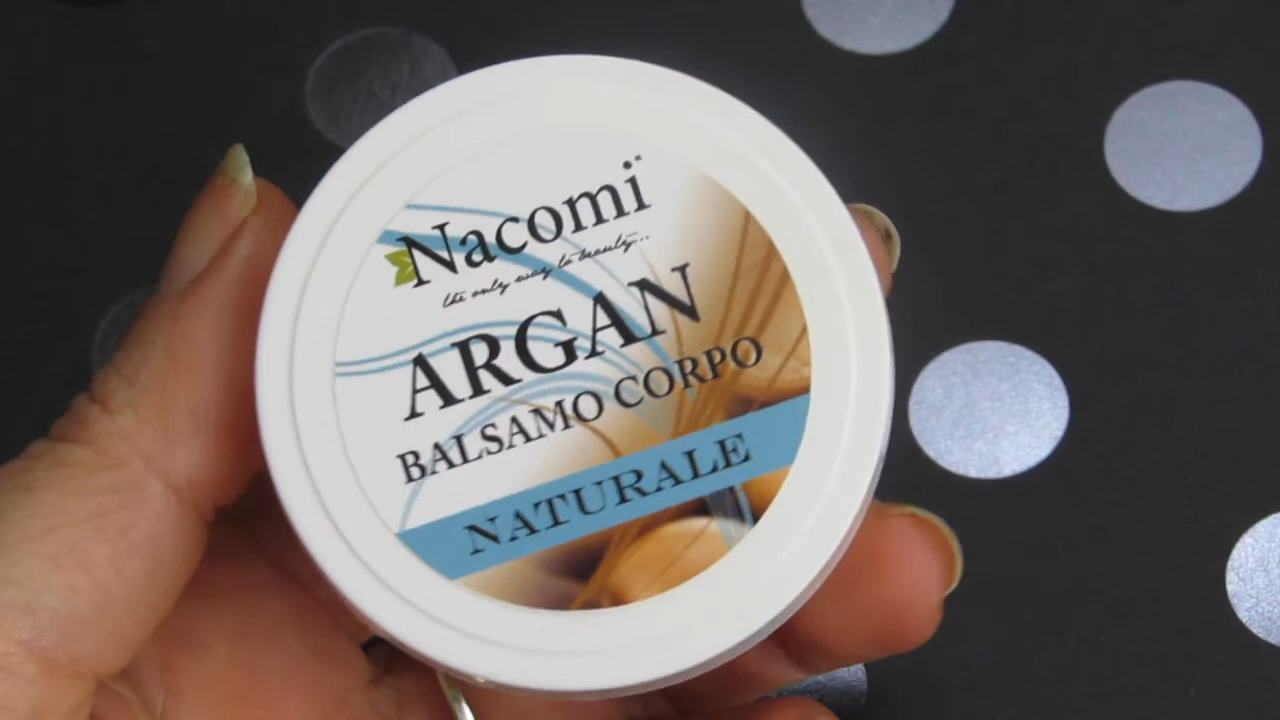 Nacomi
the only way to beauty...
ARGAN
BALSAMO CORPO
NATURALE